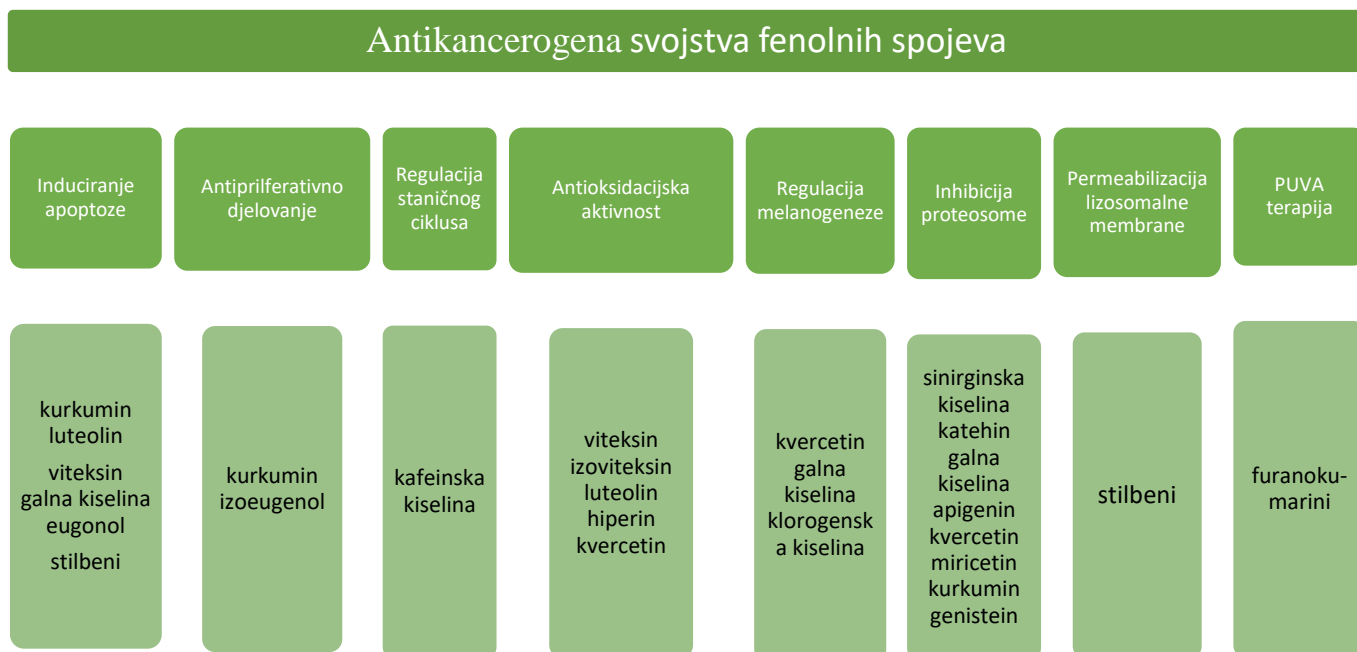 Antikancerogena svojstva fenolnih spojeva
Induciranje
apoptoze
Antiprilferativno
djelovanje
Regulacija
staničnog
ciklusa
Antioksidacijska
aktivnost
Regulacija
melanogeneze
Inhibicija
proteosome
Permeabilizacija
lizosomalne
membrane
PUVA
terapija
kurkumin
luteolin
viteksin
galna kiselina
eugonol
stilbeni
kurkumin
izoeugenol
kafeinska
kiselina
viteksin
izoviteksin
luteolin
hiperin
kvercetin
kvercetin
galna
kiselina
klorogensk
a kiselina
sinirginska
kiselina
katehin
galna
kiselina
apigenin
kvercetin
miricetin
kurkumin
genistein
stilbeni
furanoku-
marini